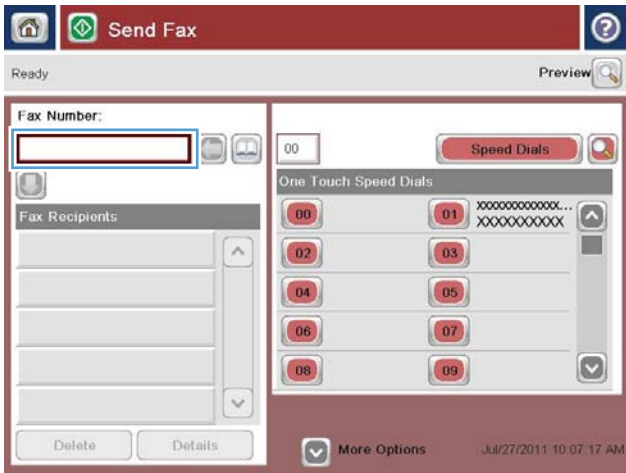 Send Fax
Ready
Preview
Fax Number:
00
Speed Dials
One Touch Speed Dials
Fax Recipients
00
01
XXXXXXXXXXXXX...
XXXXXXXXXXX
02
03
04
05
06
07
08
09
Delete
Details
More Options
Jul/27/2011 10:07:17 AM